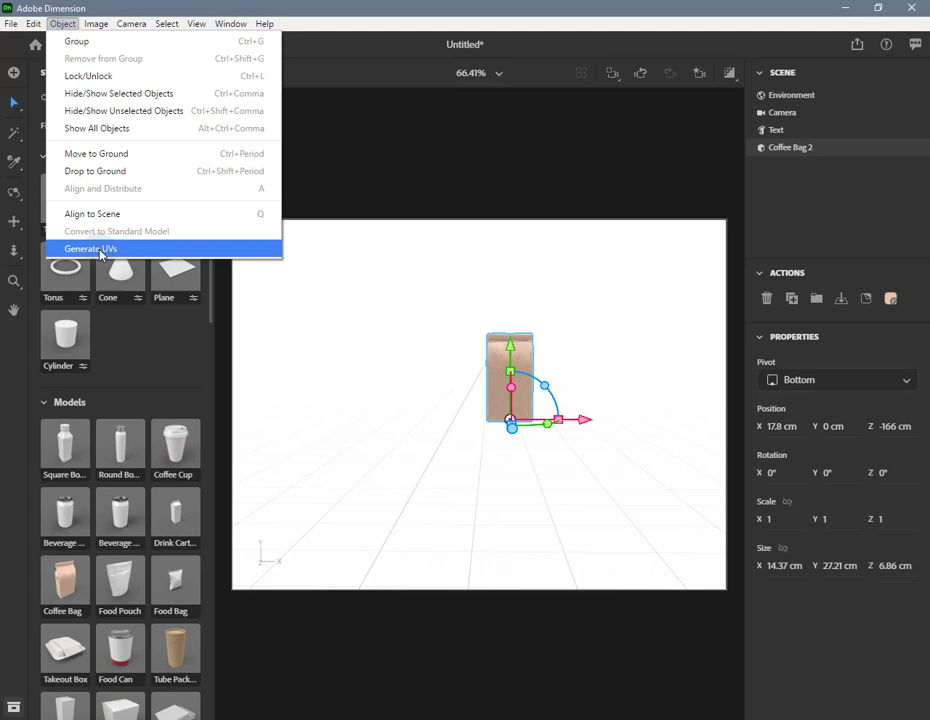 Dn Adobe Dimension
File Edit Object Image Camera Select View Window Help
Untitled*
66.41%
Group Ctrl+G
Remove from Group Ctrl+Shift+G
Lock/Unlock Ctrl+L
Hide/Show Selected Objects Ctrl+Comma
Hide/Show Unselected Objects Ctrl+Shift+Comma
Show All Objects Alt+Ctrl+Comma
Move to Ground Ctrl+Period
Drop to Ground Ctrl+Shift+Period
Align and Distribute A
Align to Scene Q
Convert to Standard Model
Generate UVs
Torus Cone Plane
Cylinder
Models
Square Bo... Round Bo... Coffee Cup
Beverage ... Beverage ... Drink Cart...
Coffee Bag Food Pouch Food Bag
Takeout Box Food Can Tube Pack...
Y
X
SCENE
Environment
Camera
Text
Coffee Bag 2
ACTIONS
PROPERTIES
Pivot
Bottom
Position
X 17.8 cm Y 0 cm Z -166 cm
Rotation
X 0° Y 0° Z 0°
Scale
X 1 Y 1 Z 1
Size
X 14.37 cm Y 27.21 cm Z 6.86 cm